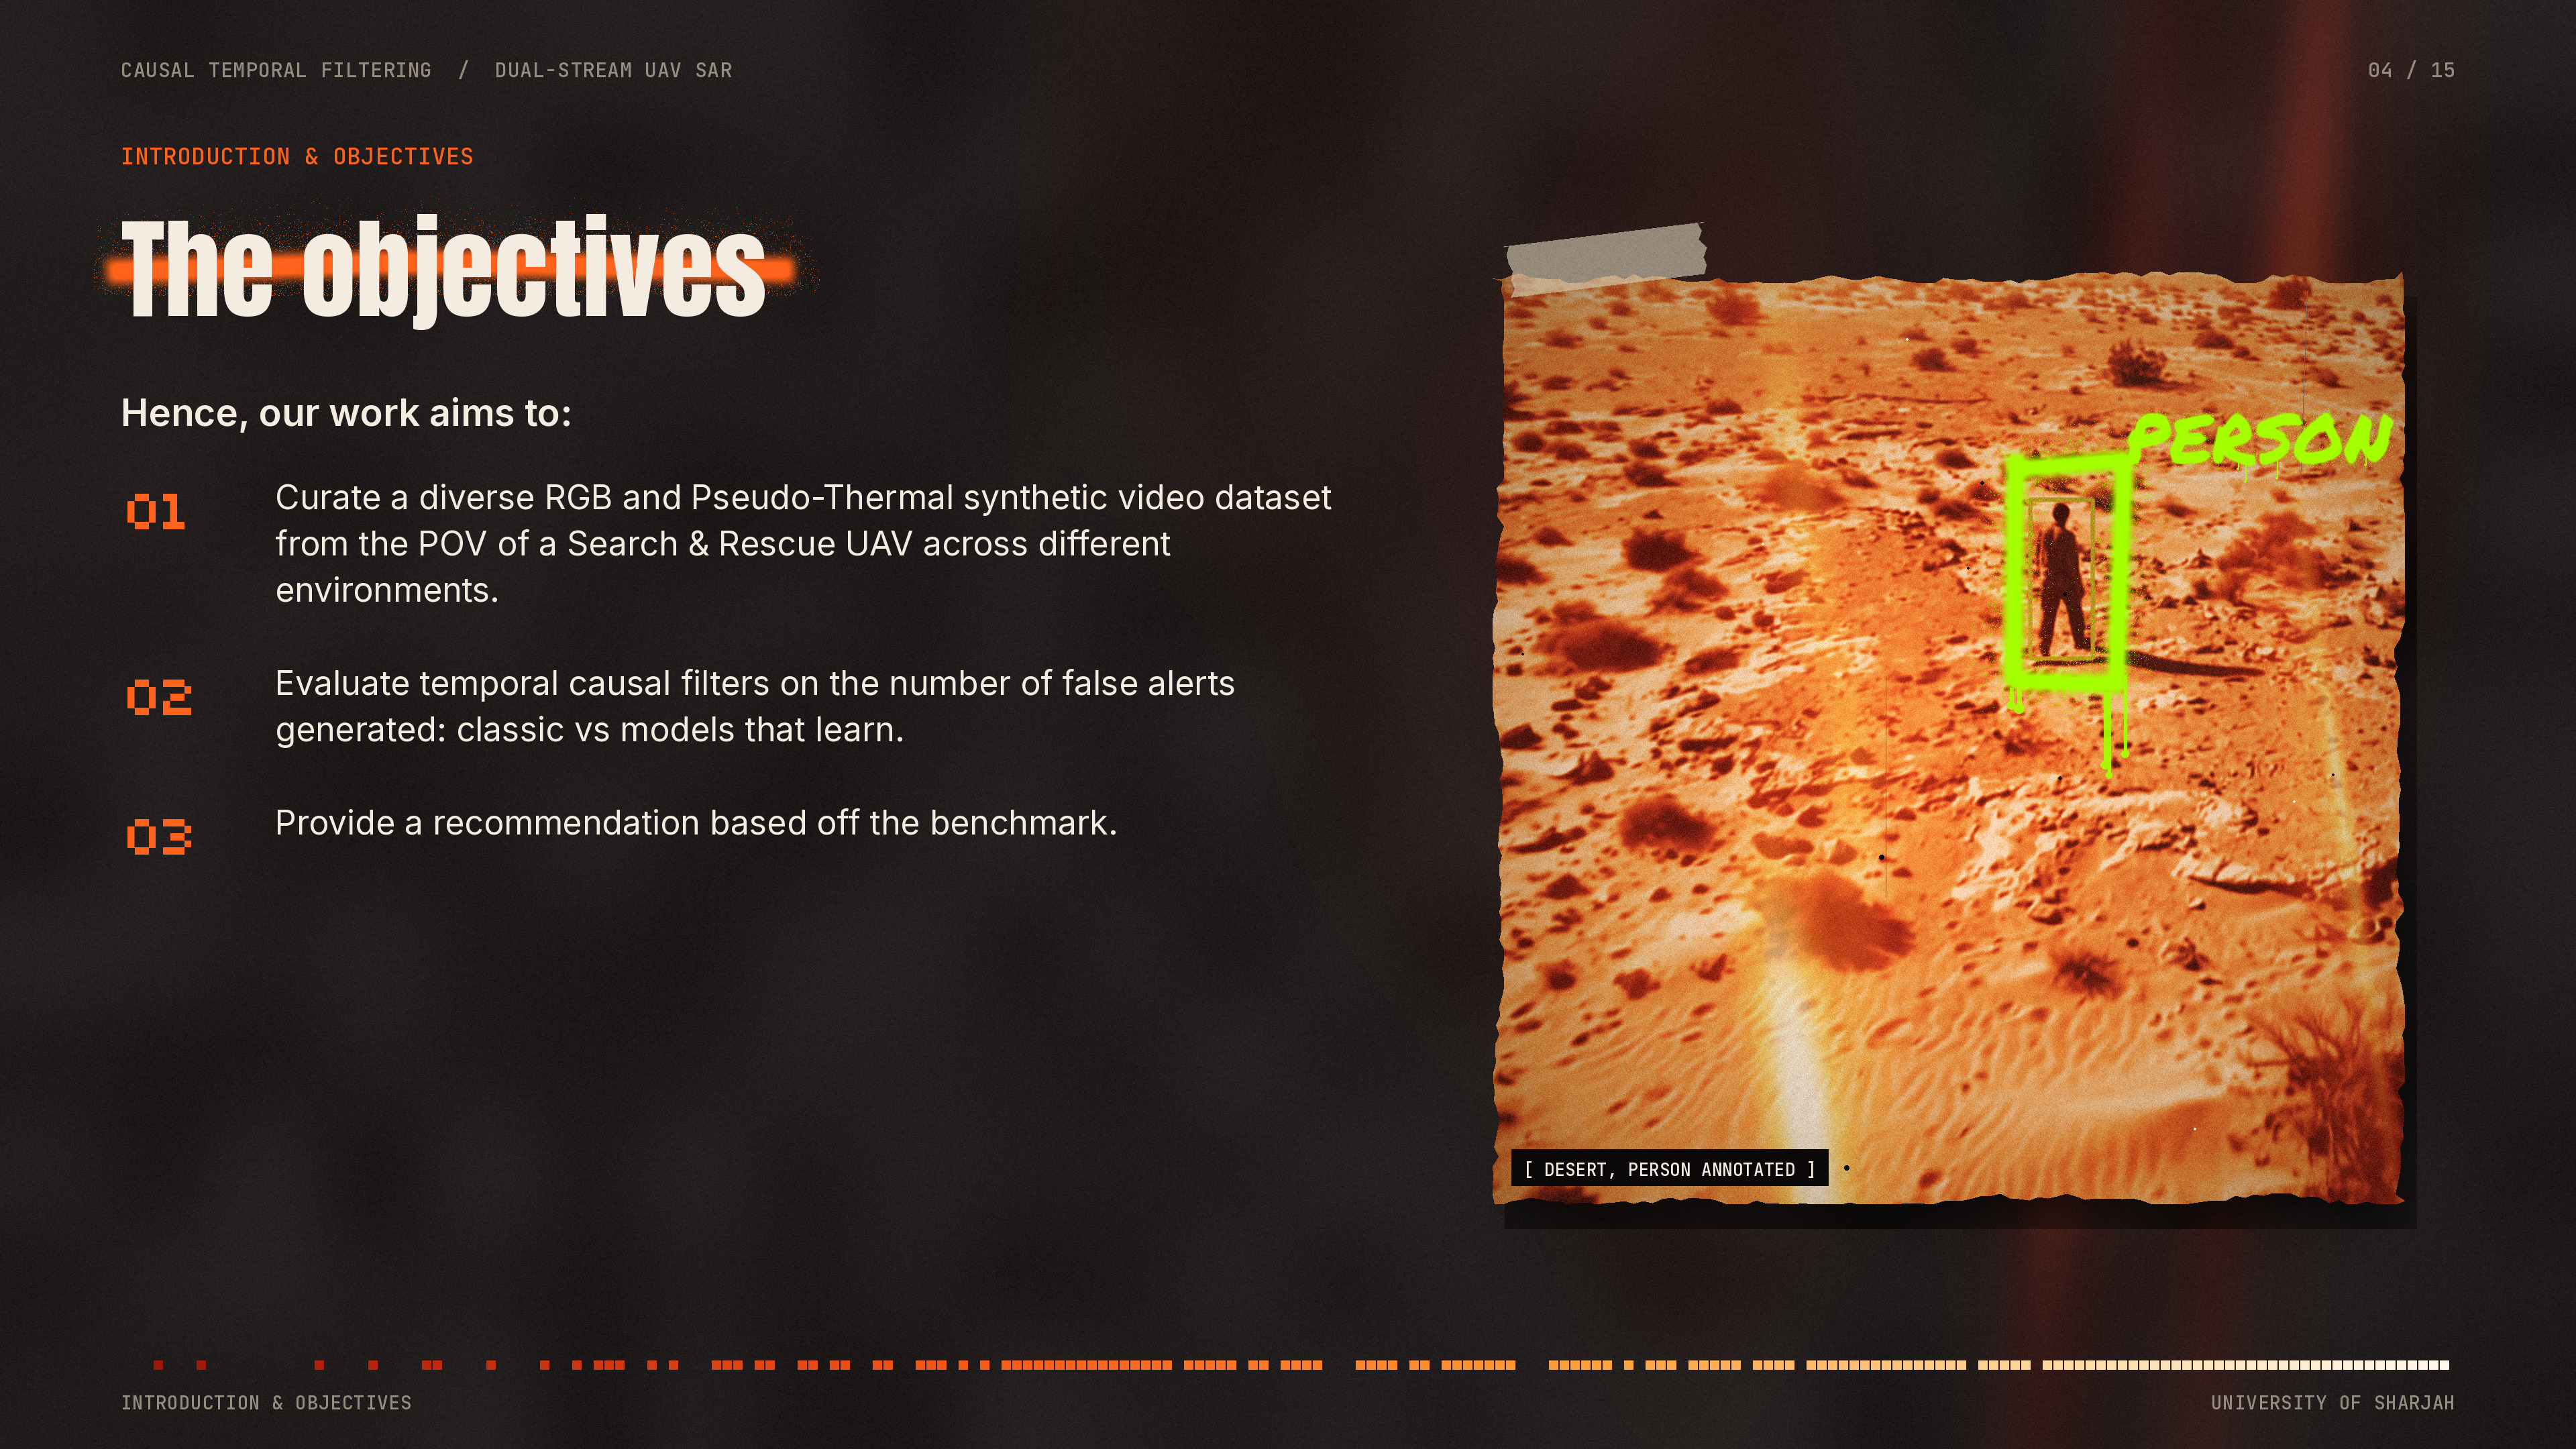 CAUSAL TEMPORAL FILTERING / DUAL-STREAM UAV SAR
04 / 15
INTRODUCTION & OBJECTIVES
The objectives
Hence, our work aims to:
01
Curate a diverse RGB and Pseudo-Thermal synthetic video dataset
from the POV of a Search & Rescue UAV across different
environments.
02
Evaluate temporal causal filters on the number of false alerts
generated: classic vs models that learn.
03
Provide a recommendation based off the benchmark.
PERSON
[ DESERT, PERSON ANNOTATED ]
INTRODUCTION & OBJECTIVES
UNIVERSITY OF SHARJAH